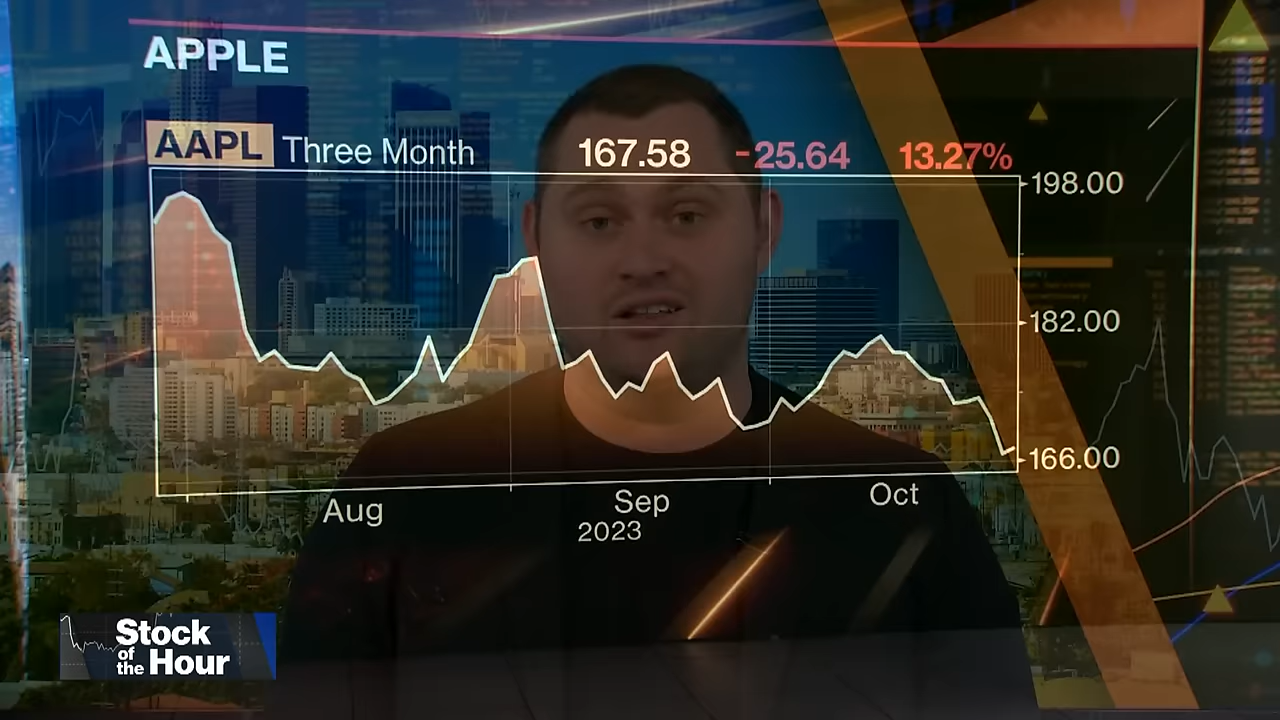 APPLE
AAPL Three Month 167.58 -25.64 13.27%
198.00
182.00
166.00
Aug Sep Oct
2023
Stock
of the Hour